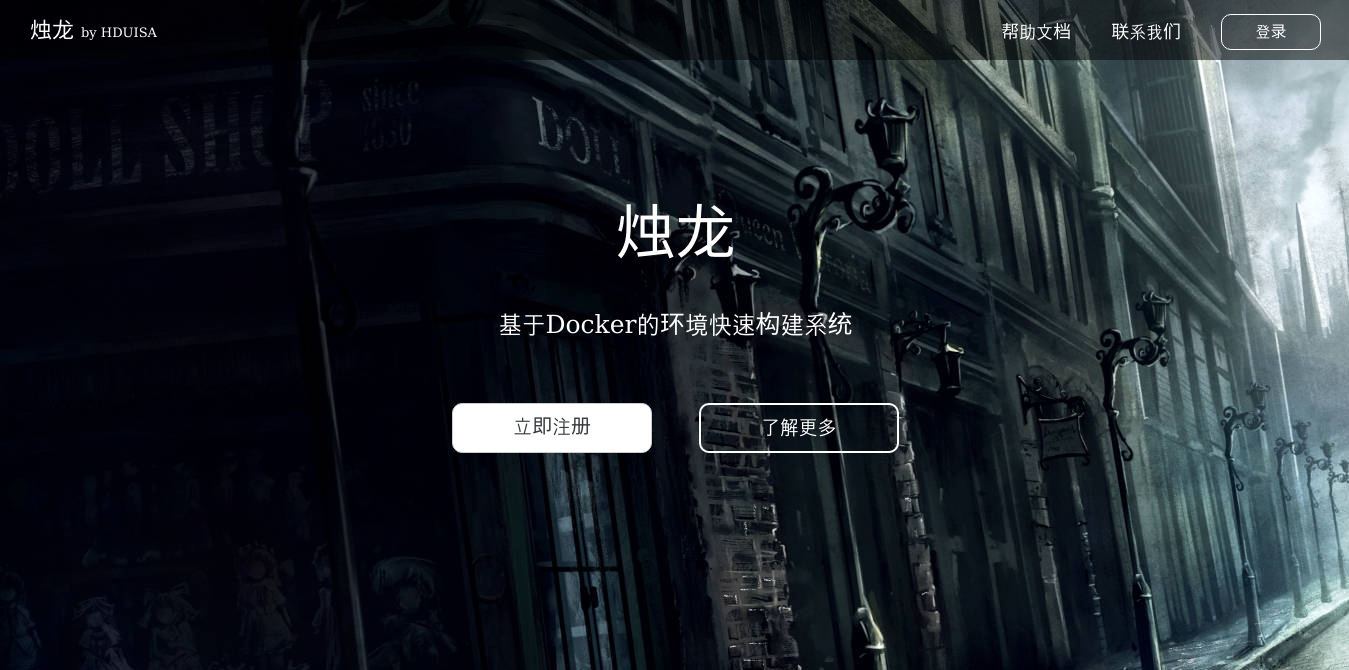 烛龙 by HDUISA
帮助文档
联系我们
登录
DOLL SHOP
since
DOLL
烛龙
基于Docker的环境快速构建系统
立即注册
了解更多